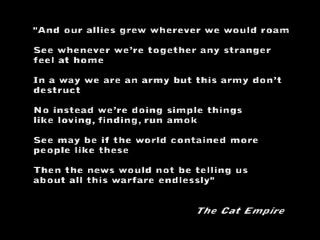 "And our allies grew wherever we would roam
See whenever we're together any stranger
feel at home
In a way we are an army but this army don't
destruct
No instead we're doing simple things
like loving, finding, run amok
See may be if the world contained more
people like these
Then the news would not be telling us
about all this warfare endlessly"
The Cat Empire